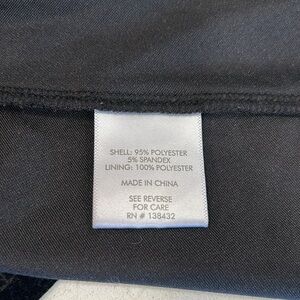 SHELL: 95% POLYESTER
5% SPANDEX
LINING: 100% POLYESTER
MADE IN CHINA
SEE REVERSE
FOR CARE
RN # 138432